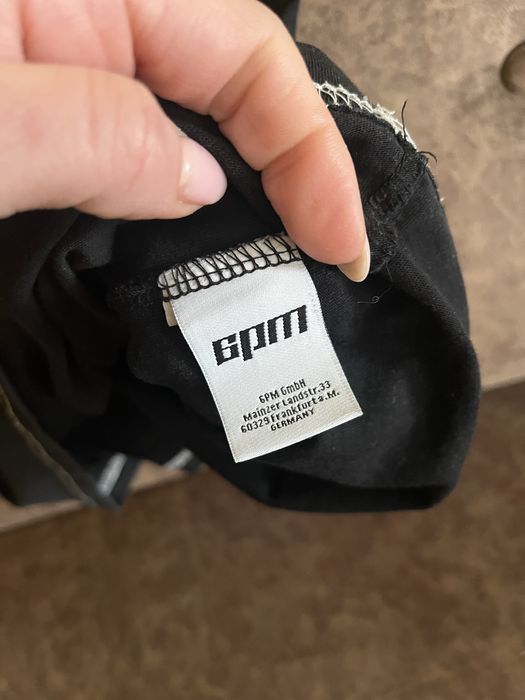 6pm
6PM GmbH
Mainzer Landstr.33
60329 Frankfurt a.M.
GERMANY